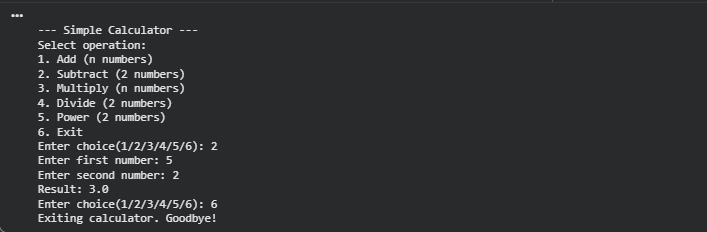 --- Simple Calculator ---
Select operation:
1. Add (n numbers)
2. Subtract (2 numbers)
3. Multiply (n numbers)
4. Divide (2 numbers)
5. Power (2 numbers)
6. Exit
Enter choice(1/2/3/4/5/6): 2
Enter first number: 5
Enter second number: 2
Result: 3.0
Enter choice(1/2/3/4/5/6): 6
Exiting calculator. Goodbye!